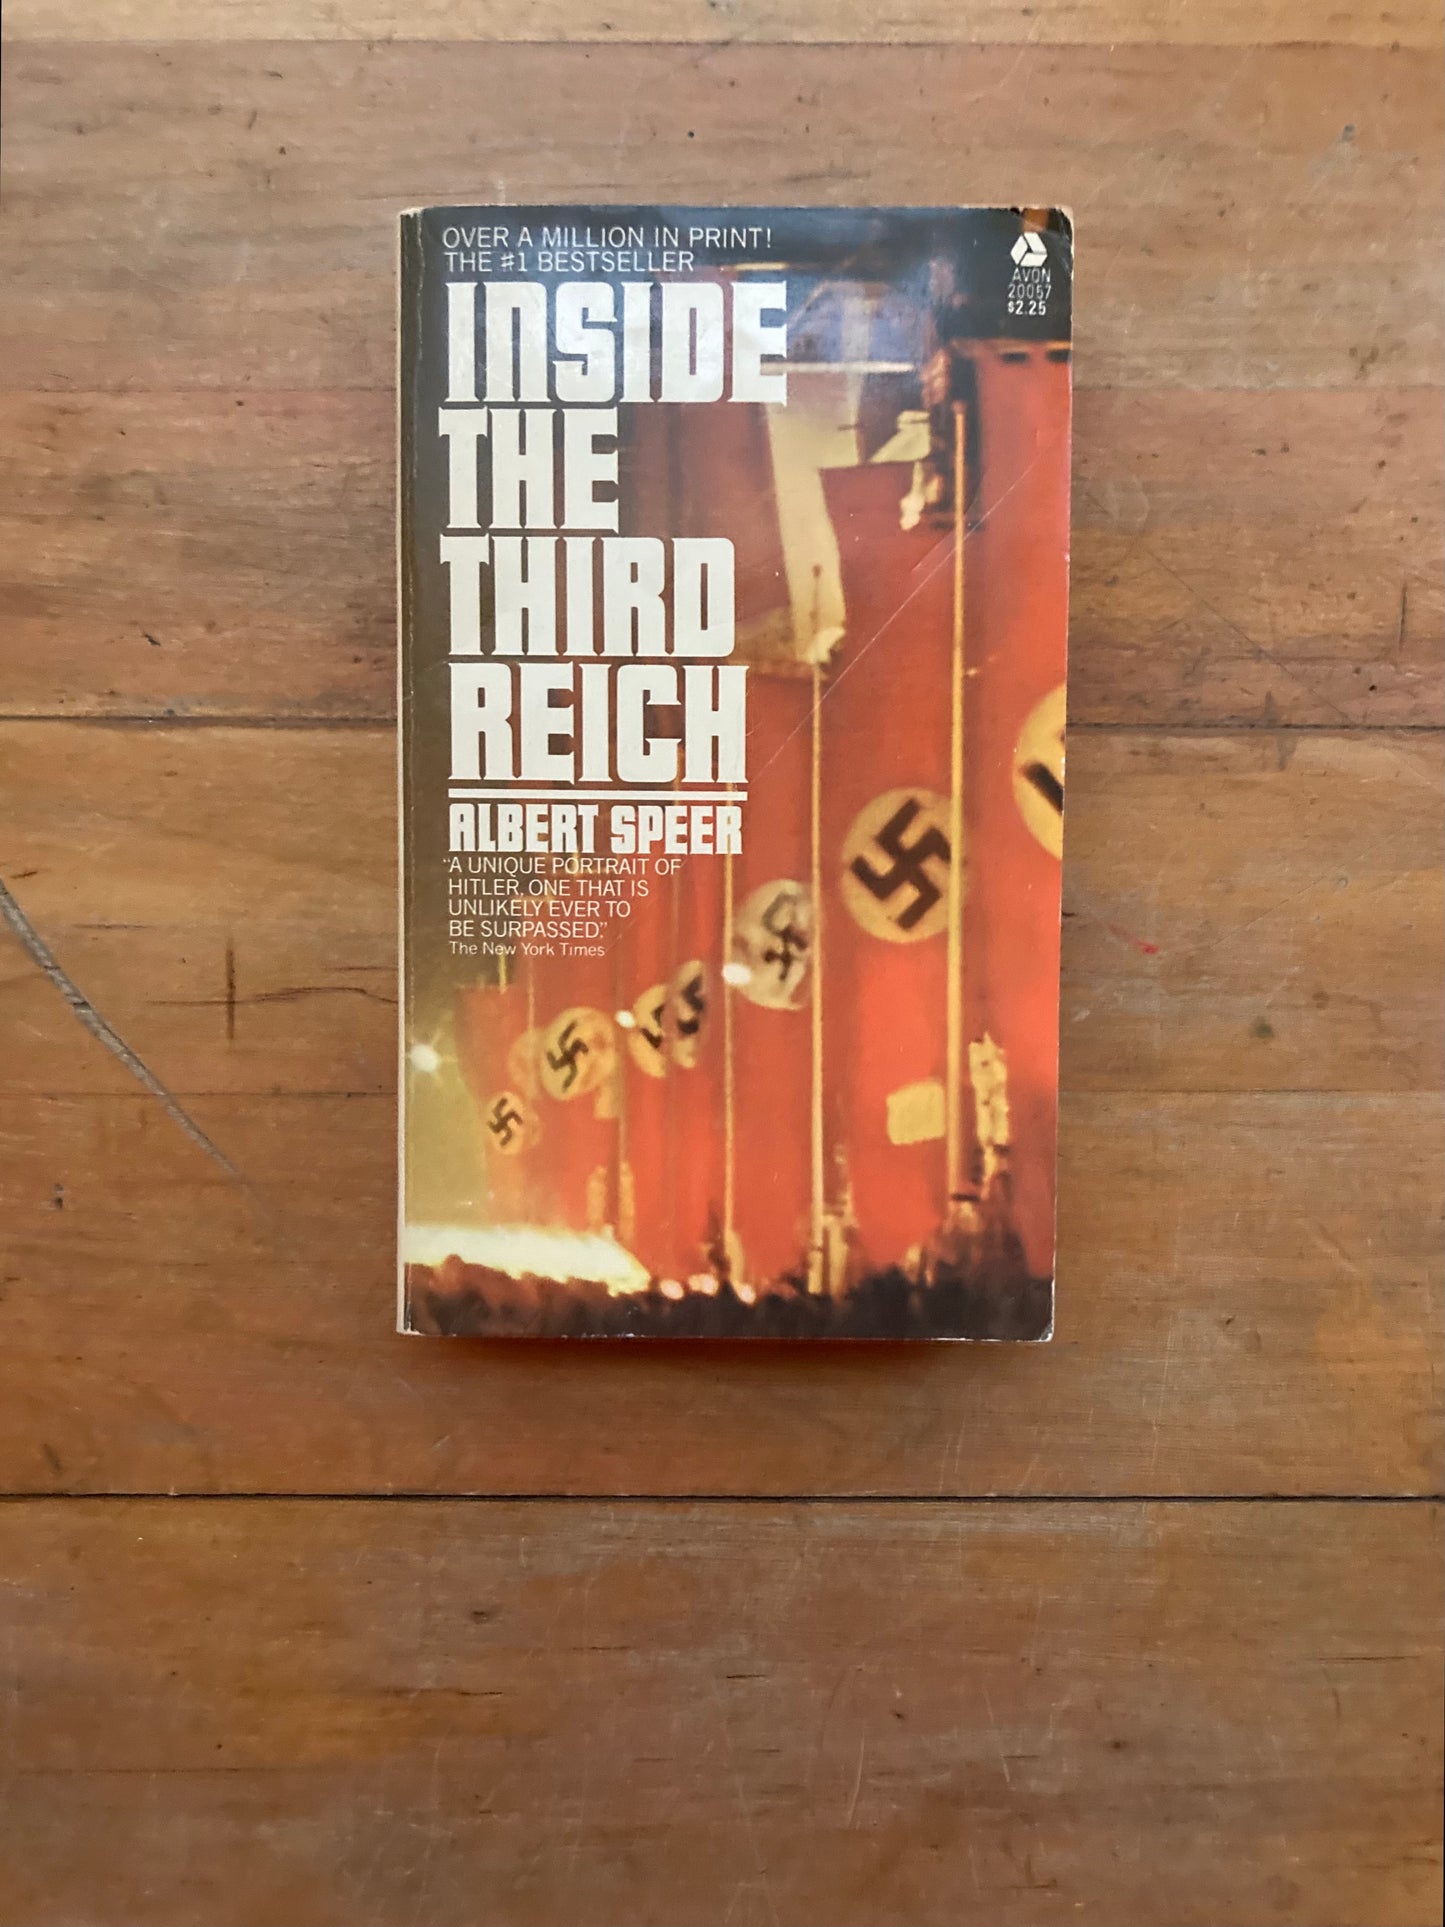 OVER A MILLION IN PRINT!
THE #1 BESTSELLER
INSIDE
THE
THIRD
REICH
ALBERT SPEER
"A UNIQUE PORTRAIT OF
HITLER, ONE THAT IS
UNLIKELY EVER TO
BE SURPASSED."
The New York Times
AVON
20057
$2.25